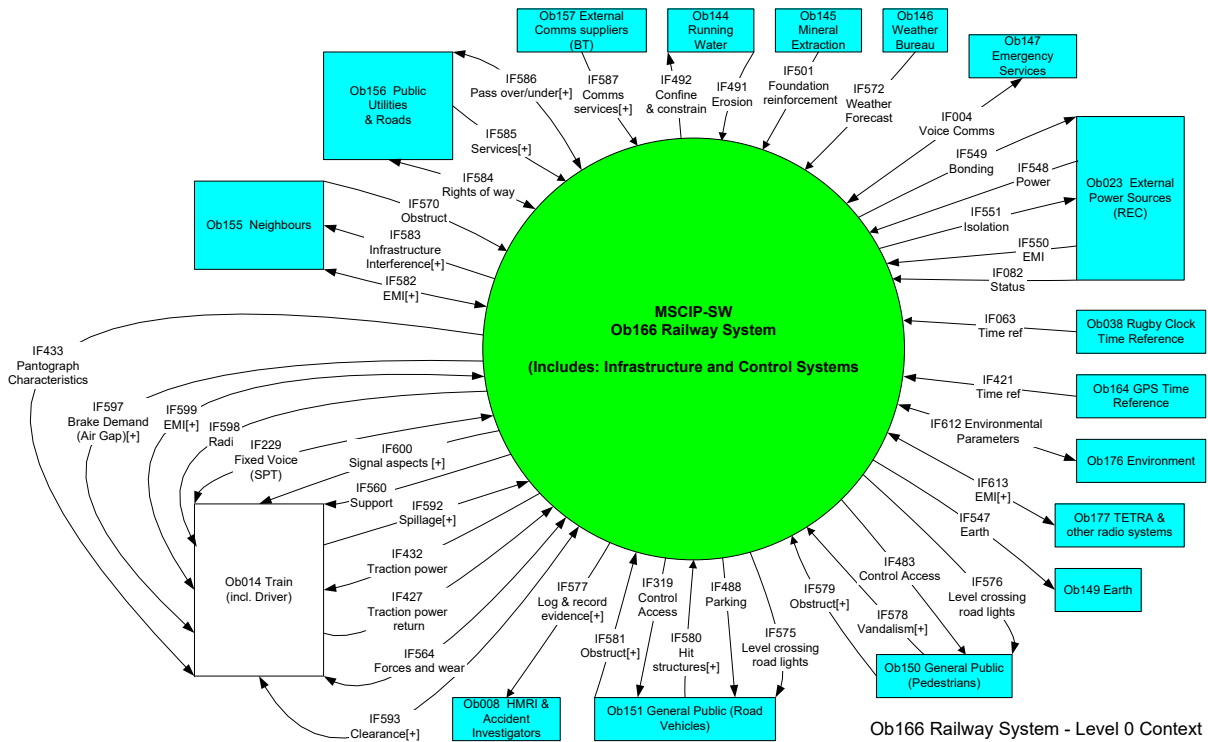 Ob157 External
Comms suppliers
(BT)
Ob144
Running
Water
Ob145
Mineral
Extraction
Ob146
Weather
Bureau
Ob147
Emergency
Services
Ob156  Public
Utilities
& Roads
IF586
Pass over/under[+]
IF587
Comms
services[+]
IF492
Confine
& constrain
IF491
Erosion
IF501
Foundation
reinforcement
IF572
Weather
Forecast
IF004
Voice Comms
IF585
Services[+]
IF584
Rights of way
IF549
Bonding
IF548
Power
Ob023  External
Power Sources
(REC)
IF551
Isolation
IF550
EMI
IF082
Status
Ob155  Neighbours
IF570
Obstruct
IF583
Infrastructure
Interference[+]
IF582
EMI[+]
MSCIP-SW
Ob166 Railway System
(Includes: Infrastructure and Control Systems
IF063
Time ref
Ob038 Rugby Clock
Time Reference
IF421
Time ref
Ob164 GPS Time
Reference
IF612 Environmental
Parameters
Ob176 Environment
IF613
EMI[+]
Ob177 TETRA &
other radio systems
IF547
Earth
Ob149 Earth
IF433
Pantograph
Characteristics
IF597
Brake Demand
(Air Gap)[+]
IF599
EMI[+]
IF598
Radi
IF229
Fixed Voice
(SPT)
IF600
Signal aspects [+]
IF560
Support
IF592
Spillage[+]
Ob014 Train
(incl. Driver)
IF432
Traction power
IF427
Traction power
return
IF564
Forces and wear
IF593
Clearance[+]
IF577
Log & record
evidence[+]
IF581
Obstruct[+]
IF319
Control
Access
IF580
Hit
structures[+]
IF488
Parking
IF575
Level crossing
road lights
IF579
Obstruct[+]
IF578
Vandalism[+]
IF483
Control Access
IF576
Level crossing
road lights
Ob008  HMRI &
Accident
Investigators
Ob151 General Public (Road
Vehicles)
Ob150 General Public
(Pedestrians)
Ob166 Railway System - Level 0 Context